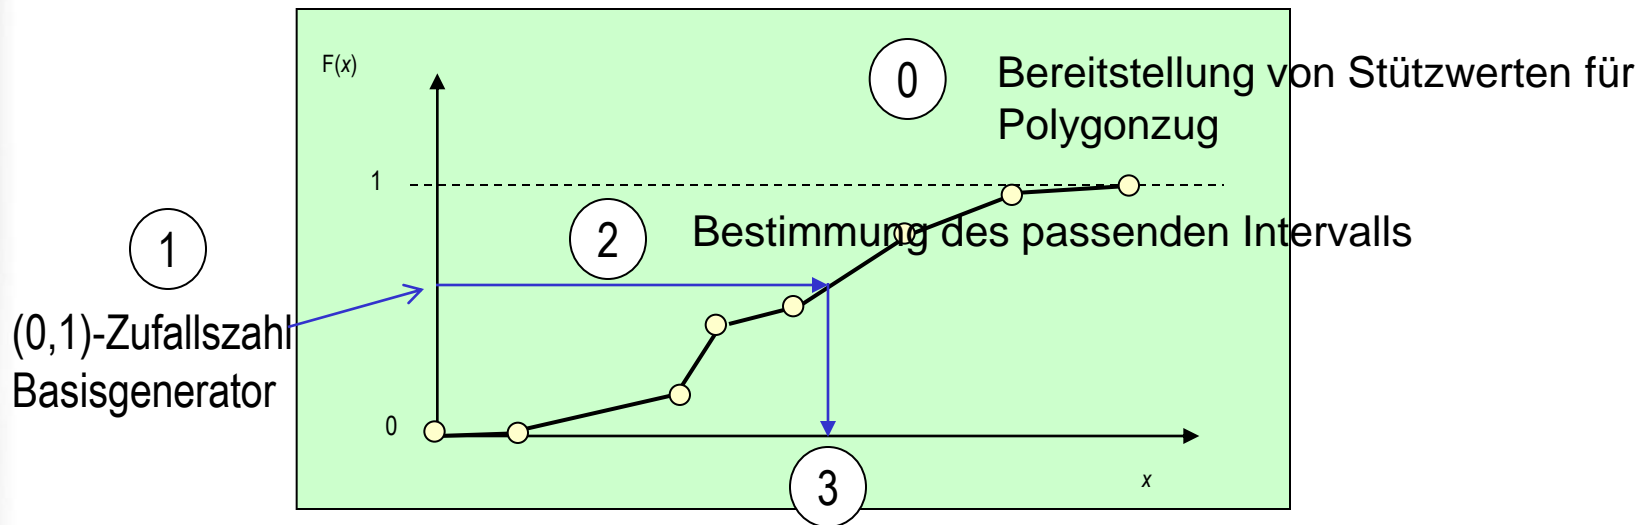 F(x)
0
Bereitstellung von Stützwerten für
Polygonzug
1
1
2
Bestimmung des passenden Intervalls
(0,1)-Zufallszahl
Basisgenerator
0
3
x